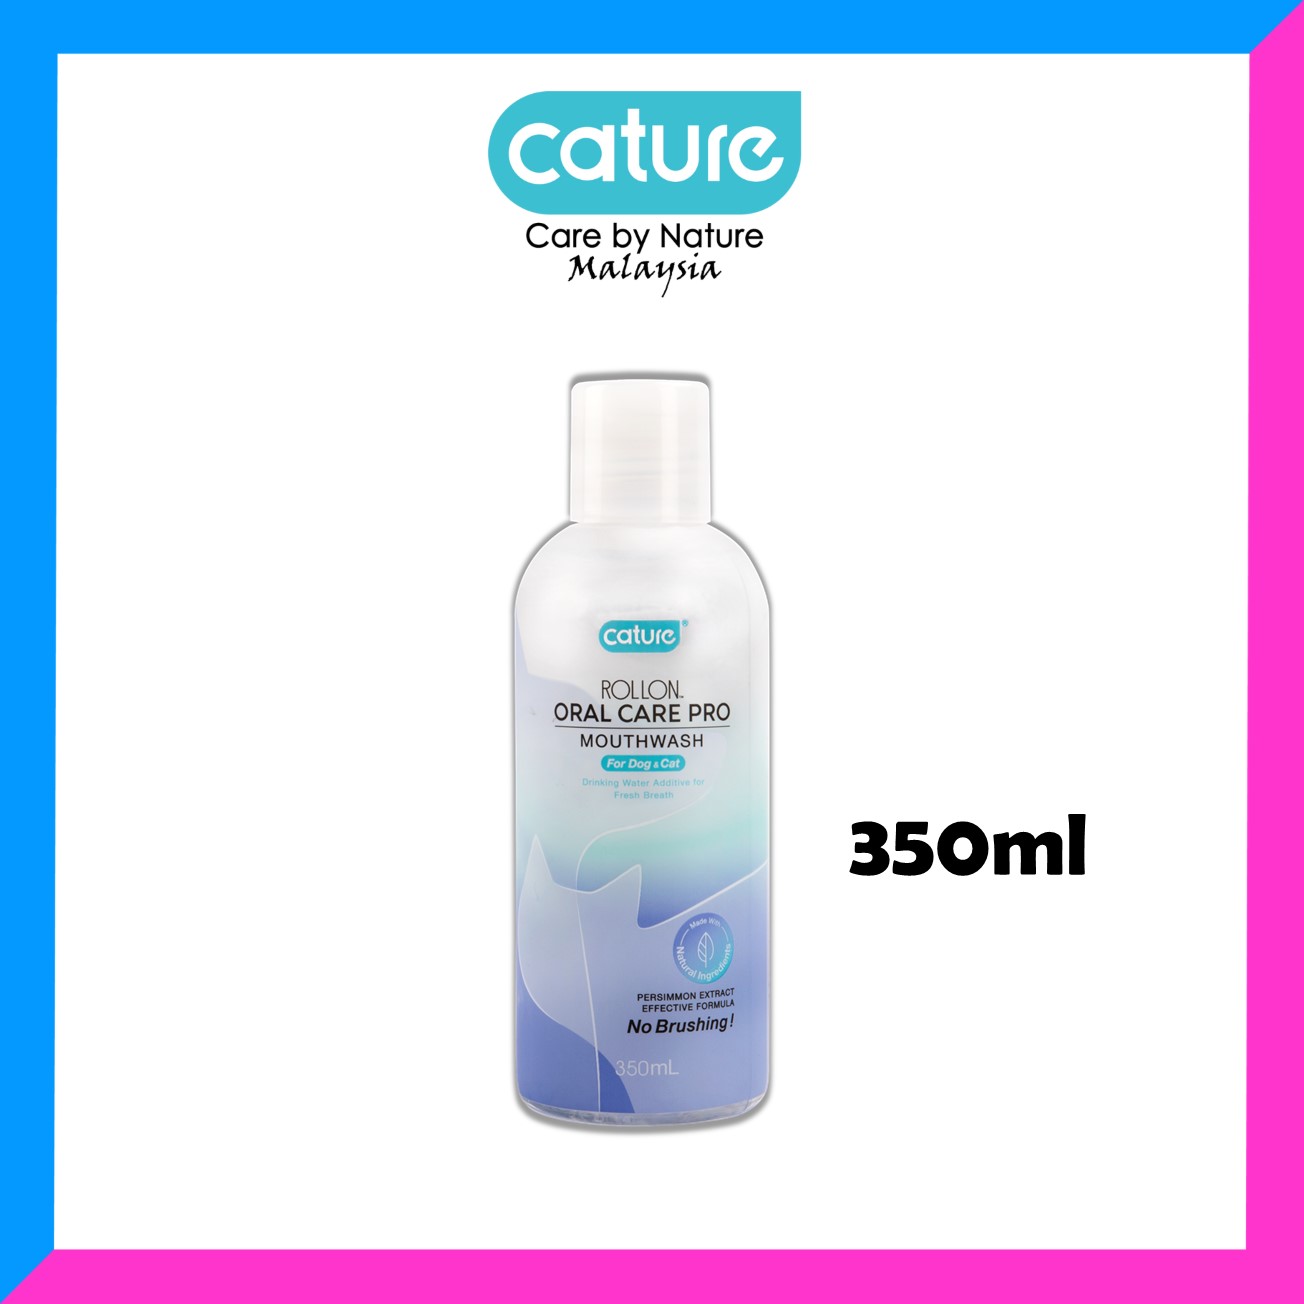 cature
Care by Nature
Malaysia
cature®
ROLLON™
ORAL CARE PRO
MOUTHWASH
For Dog & Cat
Drinking Water Additive for
Fresh Breath
350ml
Made With
Natural Ingredients
PERSIMMON EXTRACT
EFFECTIVE FORMULA
No Brushing!
350mL